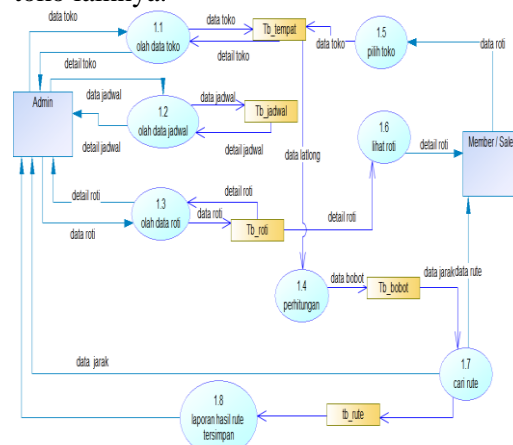 toko lainnya.
data toko
1.1
olah data toko
data toko
Tb_tempat
data toko
1.5
pilih toko
data roti
detail toko
detail toko
data jadwal
Admin
1.2
olah data jadwal
data jadwal
Tb_jadwal
detail jadwal
detail jadwal
data latlong
1.6
lihat roti
detail roti
Member / Sale
detail roti
1.3
olah data roti
detail roti
data roti
Tb_roti
detail roti
data roti
1.4
perhitungan
data bobot
Tb_bobot
data jarak
data rute
data jarak
1.7
cari rute
1.8
laporan hasil rute
tersimpan
tb_rute